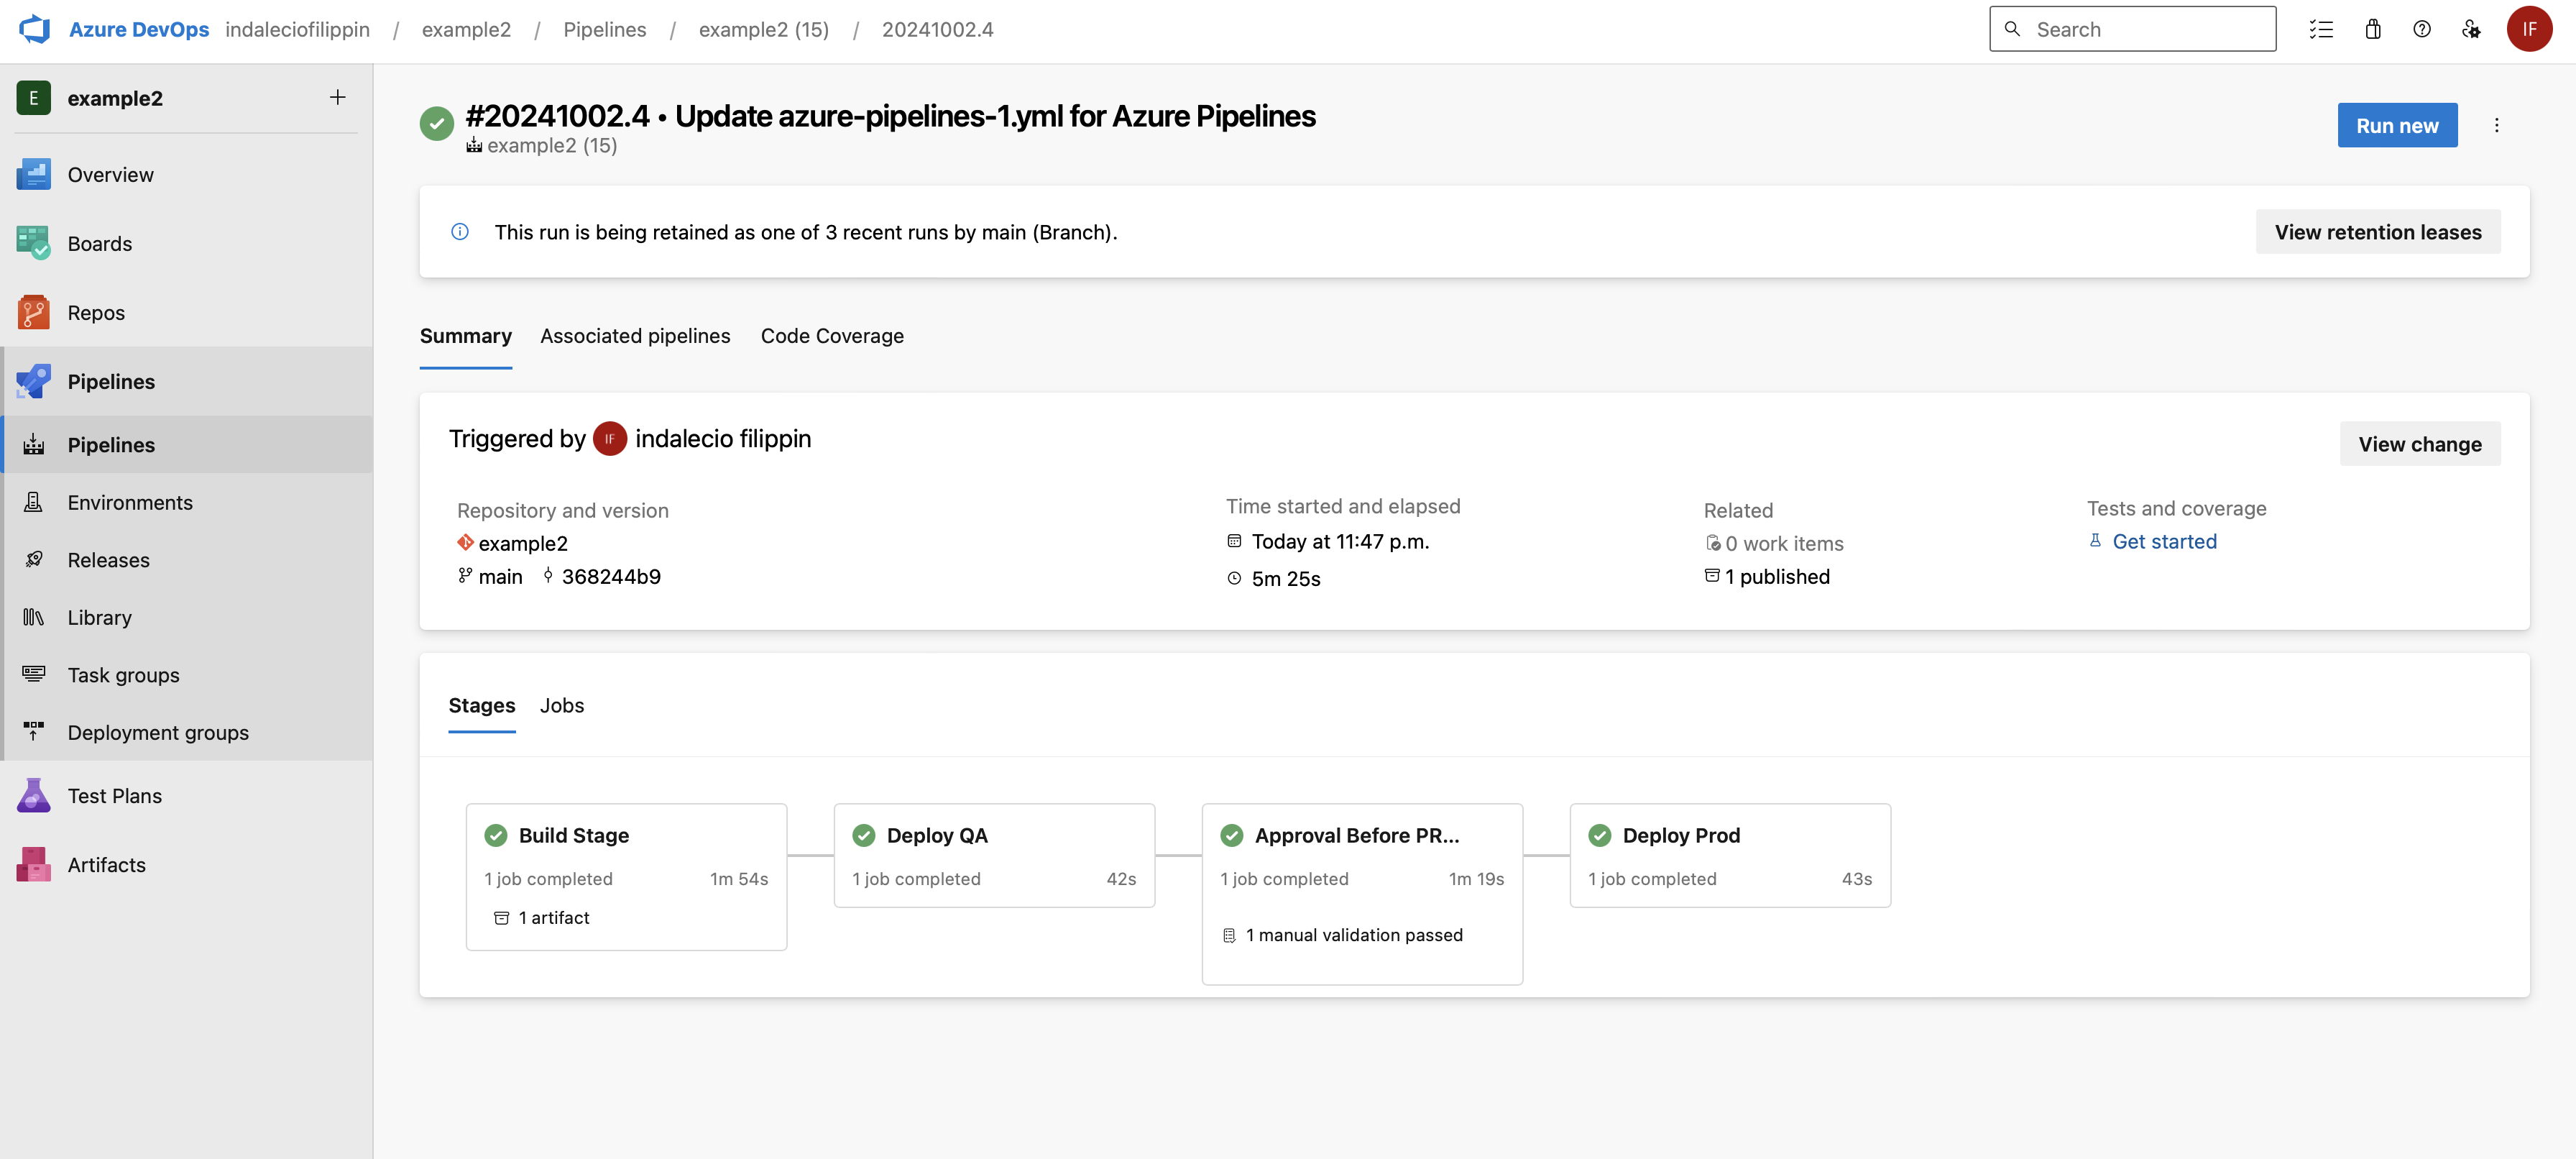 Azure DevOps indaleciofilippin / example2 / Pipelines / example2 (15) / 20241002.4
Search
IF
E example2
Overview
Boards
Repos
Pipelines
Pipelines
Environments
Releases
Library
Task groups
Deployment groups
Test Plans
Artifacts
#20241002.4 • Update azure-pipelines-1.yml for Azure Pipelines
example2 (15)
Run new
This run is being retained as one of 3 recent runs by main (Branch).
View retention leases
Summary Associated pipelines Code Coverage
Triggered by IF indalecio filippin
View change
Repository and version
example2
main 368244b9
Time started and elapsed
Today at 11:47 p.m.
5m 25s
Related
0 work items
1 published
Tests and coverage
Get started
Stages Jobs
Build Stage
1 job completed 1m 54s
1 artifact
Deploy QA
1 job completed 42s
Approval Before PR...
1 job completed 1m 19s
1 manual validation passed
Deploy Prod
1 job completed 43s